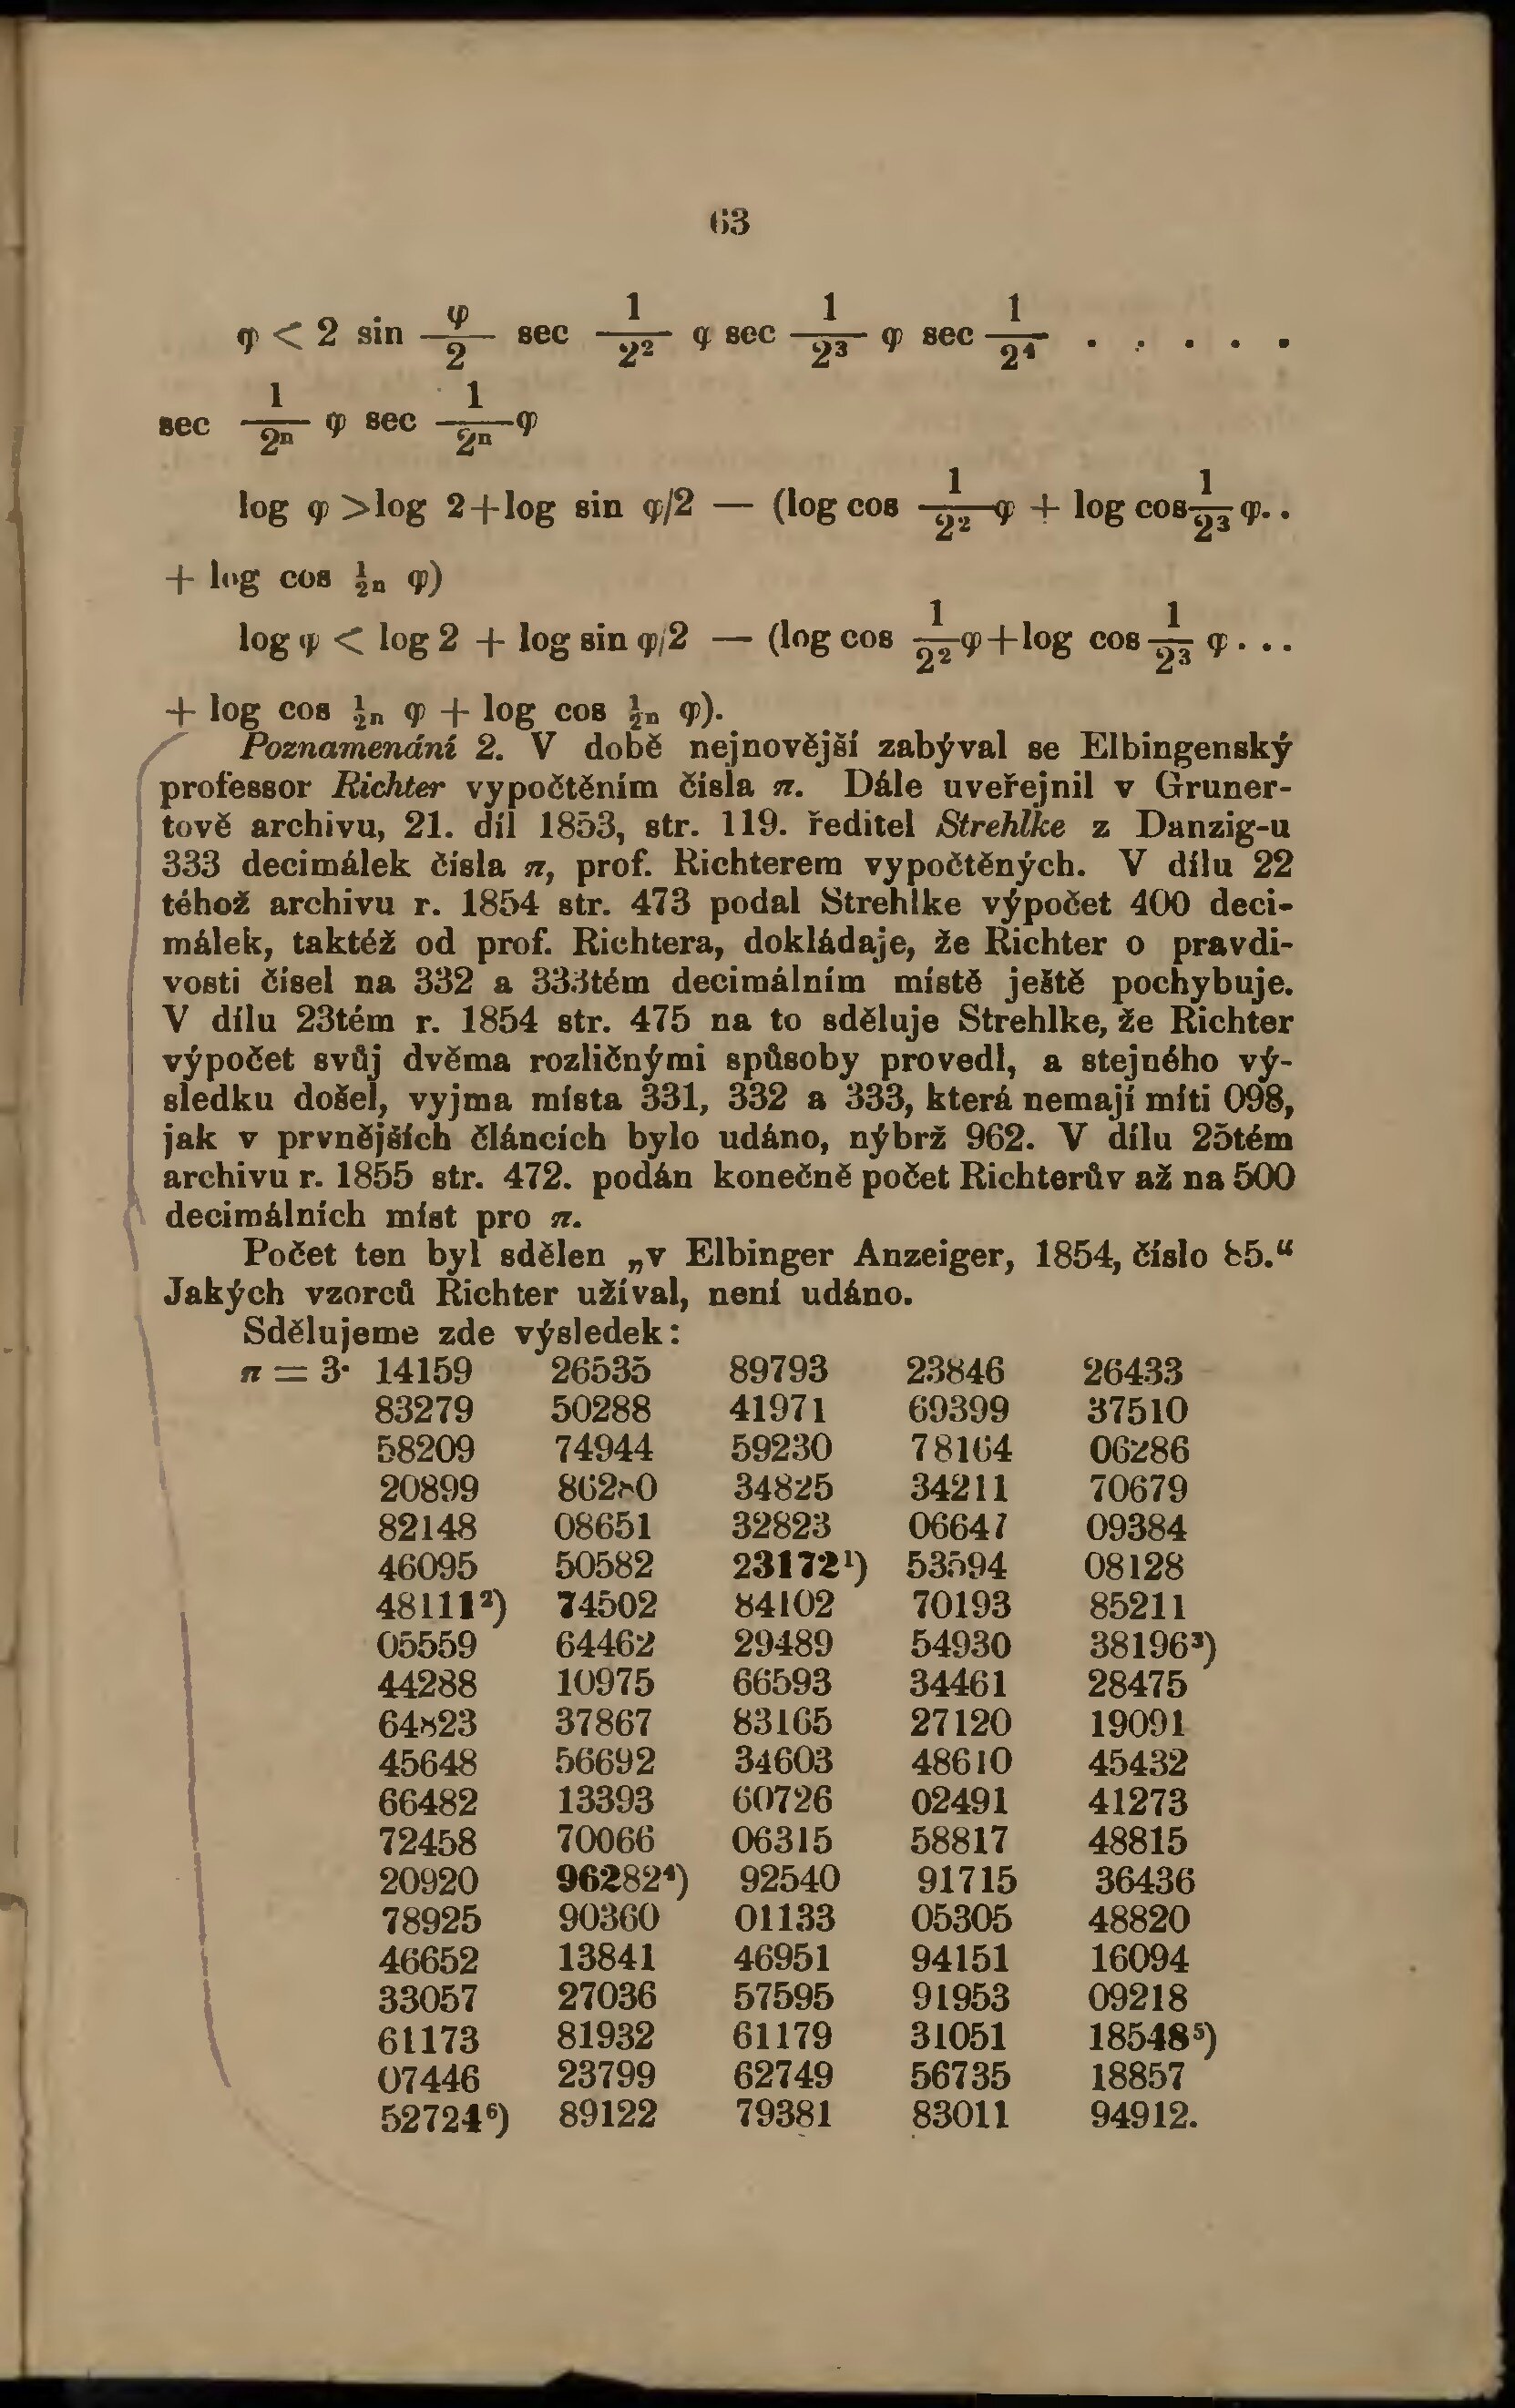 63
φ < 2 sin φ/2 sec 1/2² φ sec 1/2³ φ sec 1/2⁴ . . . . .
sec 1/2ⁿ φ sec 1/2ⁿ φ
log φ >log 2+log sin φ/2 — (log cos 1/2² φ + log cos 1/2³ φ. .
+ log cos ½n φ)
log φ < log 2 + log sin φ/2 — (log cos 1/2² φ+log cos 1/2³ φ . . .
+ log cos ½n φ + log cos ½n φ).
Poznamenání 2. V době nejnovější zabýval se Elbingenský
professor Richter vypočtěním čísla π. Dále uveřejnil v Gruner-
tově archivu, 21. díl 1853, str. 119. ředitel Strehlke z Danzig-u
333 decimálek čísla π, prof. Richterem vypočtěných. V dílu 22
téhož archivu r. 1854 str. 473 podal Strehlke výpočet 400 deci-
málek, taktéž od prof. Richtera, dokládaje, že Richter o pravdi-
vosti čísel na 332 a 333tém decimálním místě ještě pochybuje.
V dílu 23tém r. 1854 str. 475 na to sděluje Strehlke, že Richter
výpočet svůj dvěma rozličnými spůsoby provedl, a stejného vý-
sledku došel, vyjma místa 331, 332 a 333, která nemají míti 098,
jak v prvnějších článcích bylo udáno, nýbrž 962. V dílu 25tém
archivu r. 1855 str. 472. podán konečně počet Richterův až na 500
decimálních míst pro π.
Počet ten byl sdělen „v Elbinger Anzeiger, 1854, číslo 85.“
Jakých vzorců Richter užíval, není udáno.
Sdělujeme zde výsledek:
π = 3· 14159 26535 89793 23846 26433
83279 50288 41971 69399 37510
58209 74944 59230 78164 06286
20899 86280 34825 34211 70679
82148 08651 32823 06647 09384
46095 50582 23172¹) 53594 08128
48111²) 74502 84102 70193 85211
05559 64462 29489 54930 38196³)
44288 10975 66593 34461 28475
64823 37867 83165 27120 19091
45648 56692 34603 48610 45432
66482 13393 60726 02491 41273
72458 70066 06315 58817 48815
20920 96282⁴) 92540 91715 36436
78925 90360 01133 05305 48820
46652 13841 46951 94151 16094
33057 27036 57595 91953 09218
61173 81932 61179 31051 18548⁵)
07446 23799 62749 56735 18857
52724⁶) 89122 79381 83011 94912.